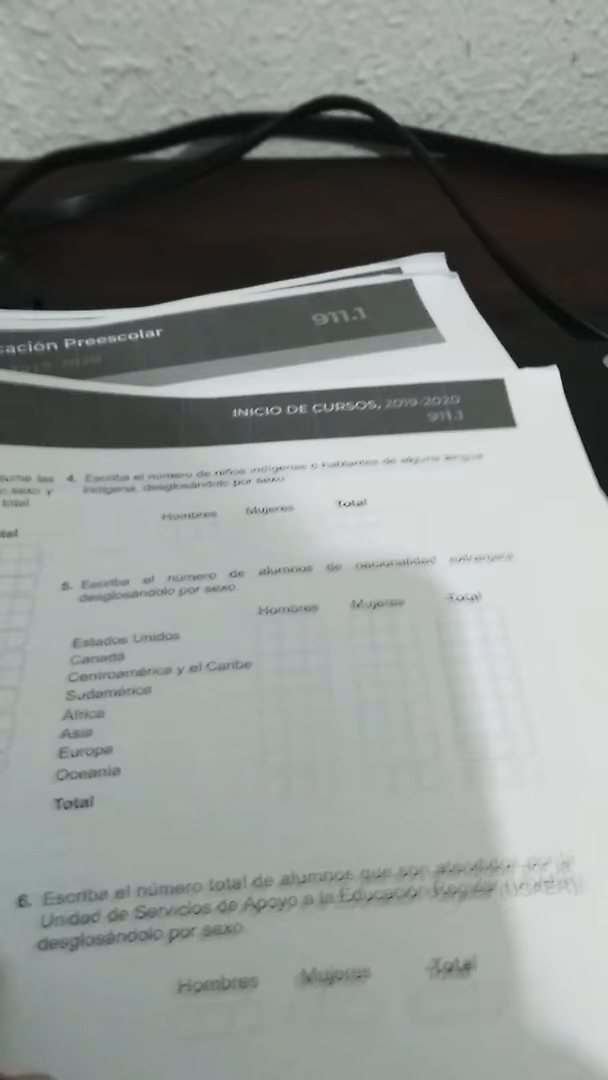 911.1
cación Preescolar
2019-2020
INICIO DE CURSOS, 2019-2020
911.1
4. Escriba el número de niños indígenas o hablantes de alguna lengua
indígena, desglosándolo por sexo
Hombres Mujeres Total
5. Escriba el número de alumnos de nacionalidad extranjera
desglosándolo por sexo
Hombres Mujeres Total
Estados Unidos
Canadá
Centroamérica y el Caribe
Sudamérica
África
Asia
Europa
Oceanía
Total
6. Escriba el número total de alumnos que son atendidos por la
Unidad de Servicios de Apoyo a la Educación Regular (USAER)
desglosándolo por sexo
Hombres Mujeres Total